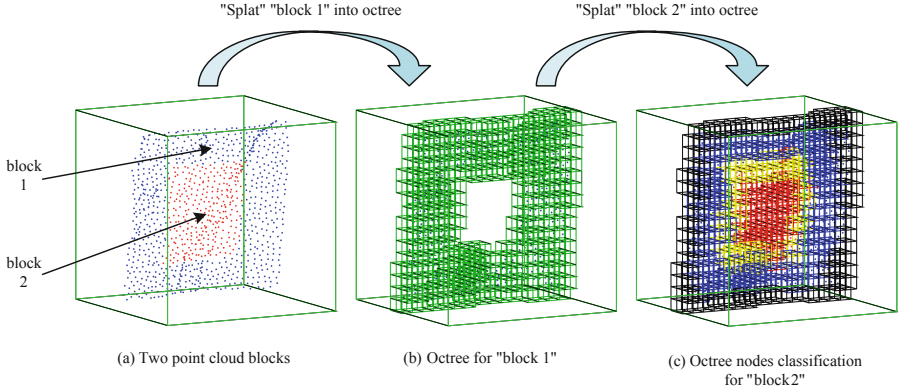 "Splat" "block 1" into octree
"Splat" "block 2" into octree
block
1
block
2
(a) Two point cloud blocks
(b) Octree for "block 1"
(c) Octree nodes classification
for "block2"